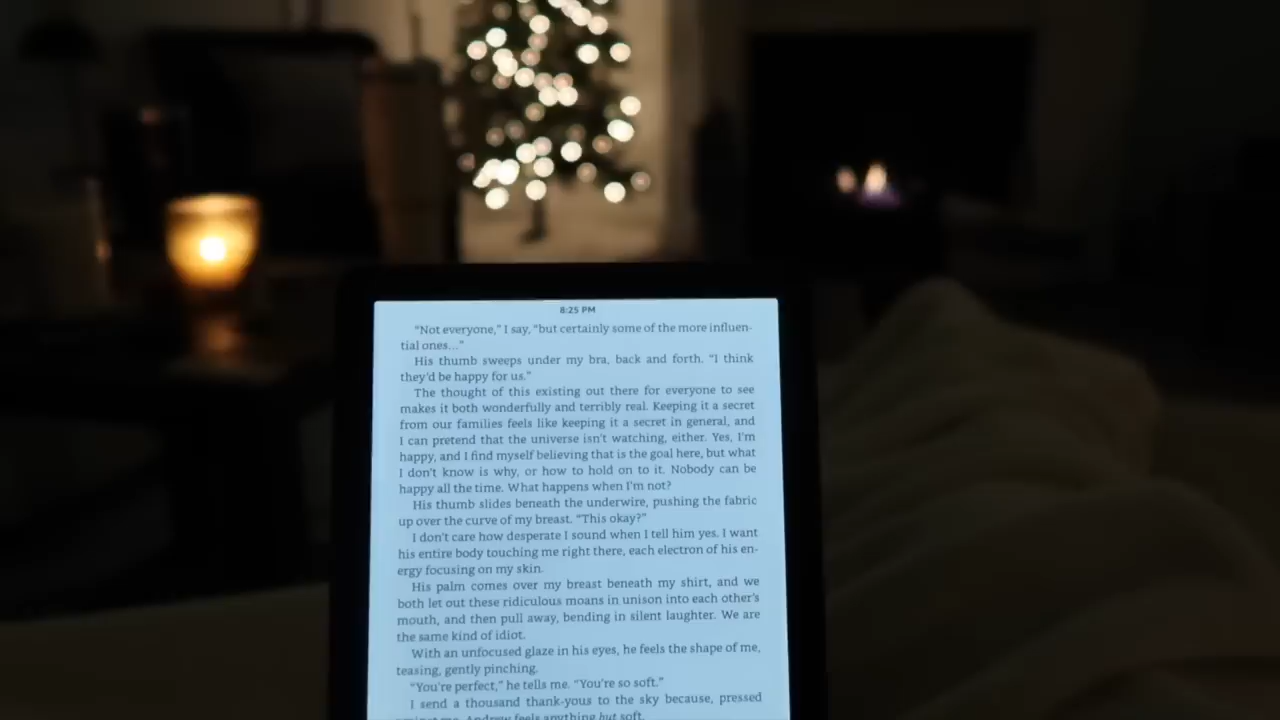 8:25 PM
“Not everyone,” I say, “but certainly some of the more influen-
tial ones...”
His thumb sweeps under my bra, back and forth. “I think
they’d be happy for us.”
The thought of this existing out there for everyone to see
makes it both wonderfully and terribly real. Keeping it a secret
from our families feels like keeping it a secret in general, and
I can pretend that the universe isn’t watching, either. Yes, I’m
happy, and I find myself believing that is the goal here, but what
I don’t know is why, or how to hold on to it. Nobody can be
happy all the time. What happens when I’m not?
His thumb slides beneath the underwire, pushing the fabric
up over the curve of my breast. “This okay?”
I don’t care how desperate I sound when I tell him yes. I want
his entire body touching me right there, each electron of his en-
ergy focusing on my skin.
His palm comes over my breast beneath my shirt, and we
both let out these ridiculous moans in unison into each other’s
mouth, and then pull away, bending in silent laughter. We are
the same kind of idiot.
With an unfocused glaze in his eyes, he feels the shape of me,
teasing, gently pinching.
“You’re perfect,” he tells me. “You’re so soft.”
I send a thousand thank-yous to the sky because, pressed
against me, Andrew feels anything but soft.